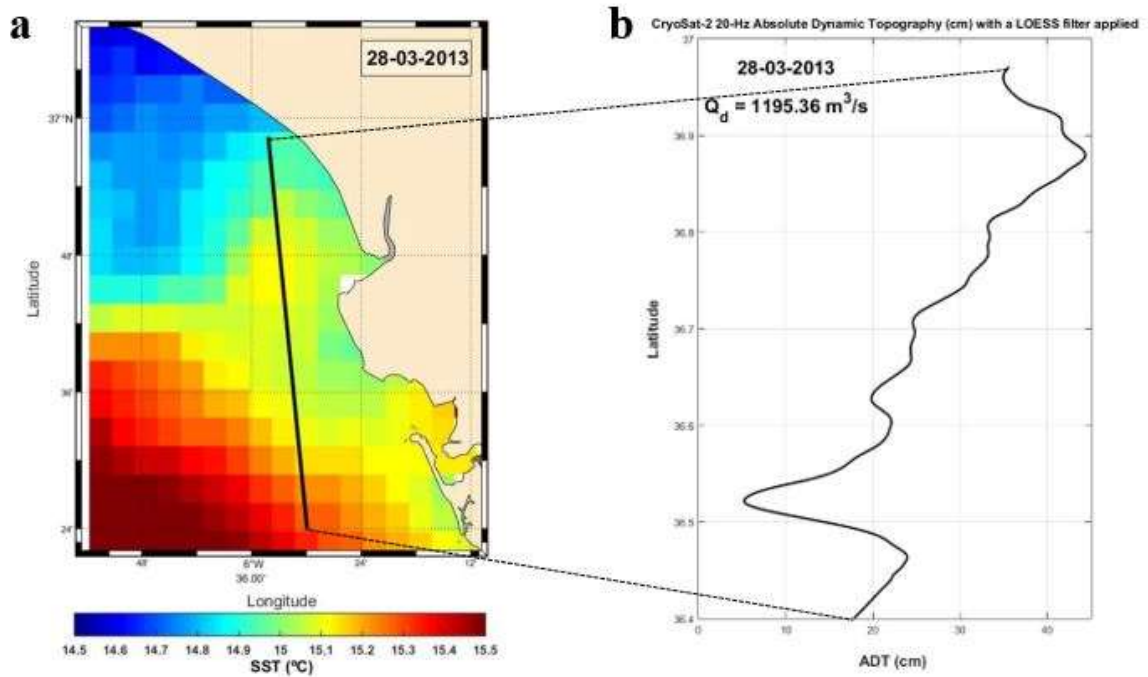 a
28-03-2013
37°N
48'
36'
24'
Latitude
48'
6°W
36.00'
24'
12'
Longitude
14.5 14.6 14.7 14.8 14.9 15 15.1 15.2 15.3 15.4 15.5
SST (ºC)
b
CryoSat-2 20-Hz Absolute Dynamic Topography (cm) with a LOESS filter applied
28-03-2013
Qd = 1195.36 m³/s
37
36.9
36.8
36.7
36.6
36.5
36.4
Latitude
0 10 20 30 40
ADT (cm)